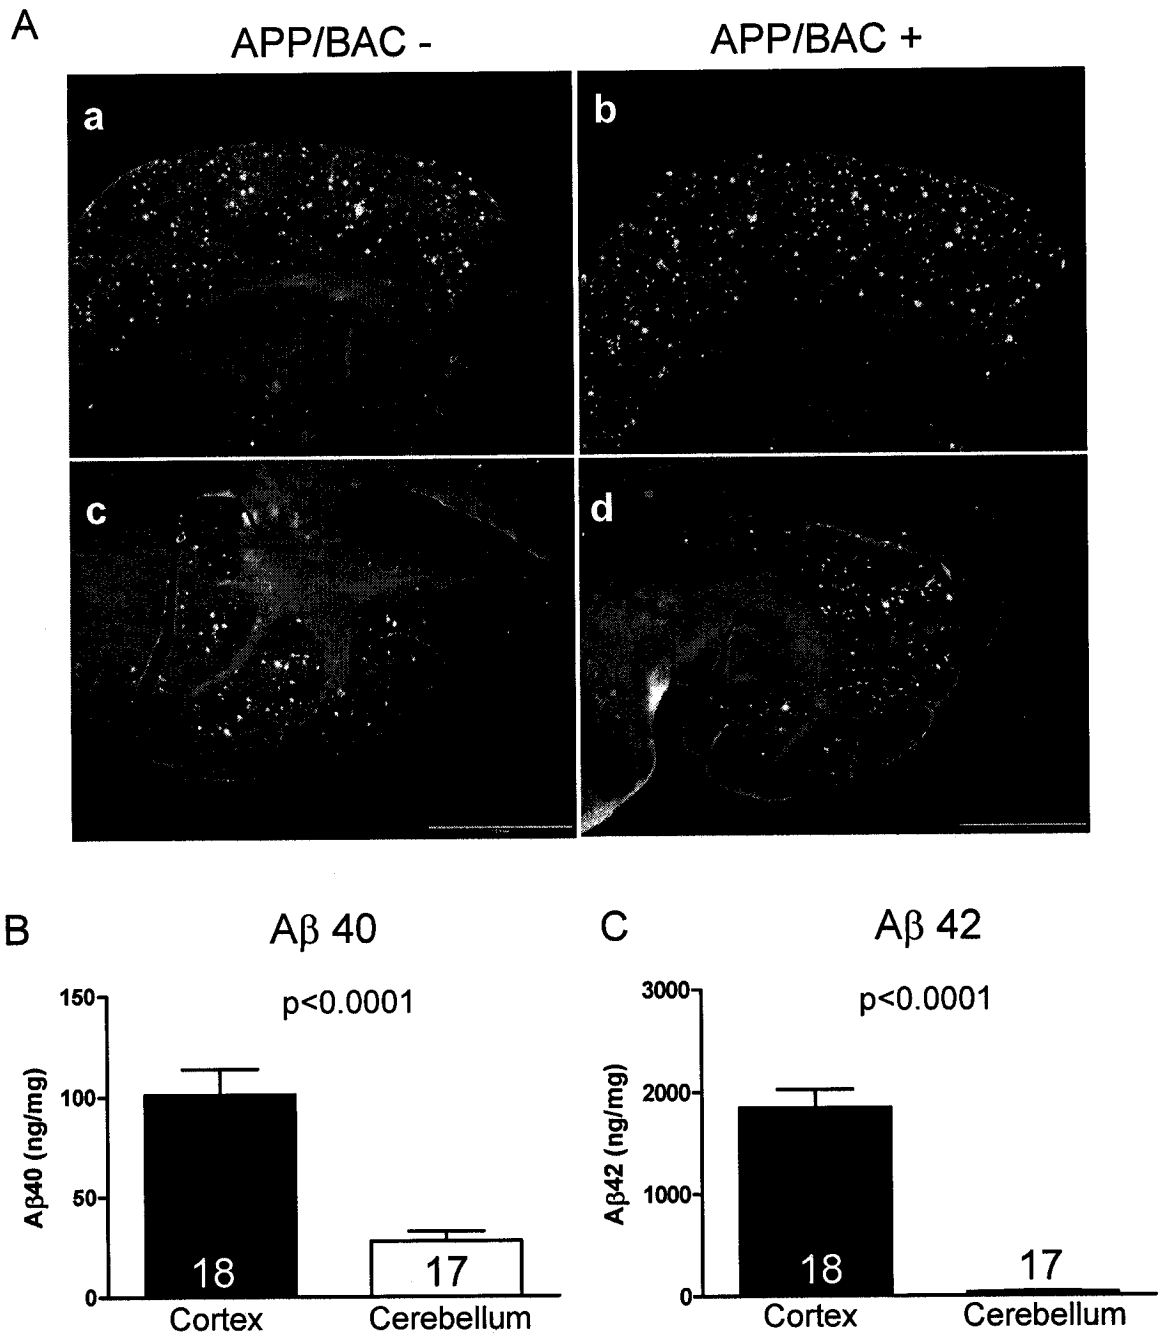 A
APP/BAC -
APP/BAC +
a
b
c
d
B
Aβ 40
p<0.0001
150
100
50
0
Aβ40 (ng/mg)
18
17
Cortex
Cerebellum
C
Aβ 42
p<0.0001
3000
2000
1000
0
Aβ42 (ng/mg)
18
17
Cortex
Cerebellum